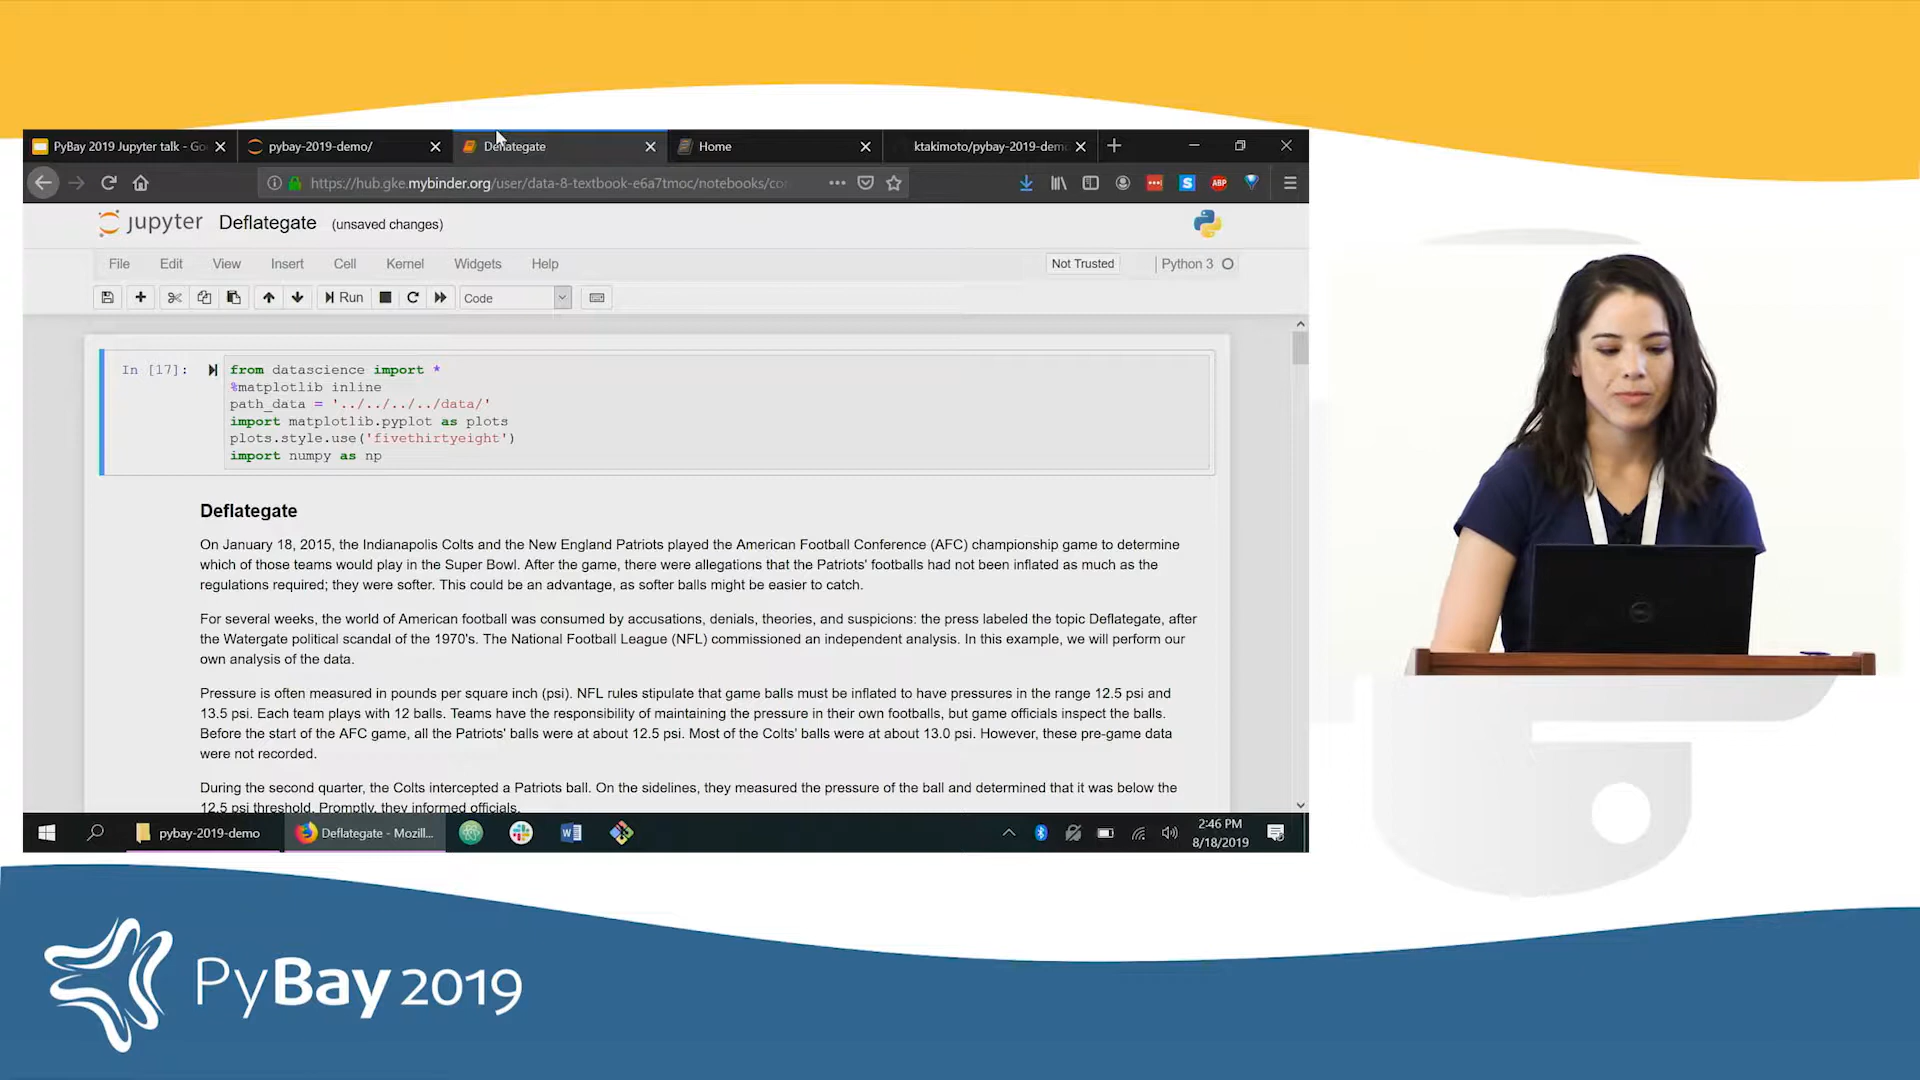 PyBay 2019 Jupyter talk - Go
pybay-2019-demo/
Deflategate
Home
ktakimoto/pybay-2019-demo
https://hub.gke.mybinder.org/user/data-8-textbook-e6a7tmoc/notebooks/co
S
ABP
jupyter Deflategate (unsaved changes)
File Edit View Insert Cell Kernel Widgets Help
Not Trusted
Python 3
Run
Code
In [17]:
from datascience import *
%matplotlib inline
path_data = '../../../../data/'
import matplotlib.pyplot as plots
plots.style.use('fivethirtyeight')
import numpy as np
Deflategate
On January 18, 2015, the Indianapolis Colts and the New England Patriots played the American Football Conference (AFC) championship game to determine
which of those teams would play in the Super Bowl. After the game, there were allegations that the Patriots' footballs had not been inflated as much as the
regulations required; they were softer. This could be an advantage, as softer balls might be easier to catch.
For several weeks, the world of American football was consumed by accusations, denials, theories, and suspicions: the press labeled the topic Deflategate, after
the Watergate political scandal of the 1970's. The National Football League (NFL) commissioned an independent analysis. In this example, we will perform our
own analysis of the data.
Pressure is often measured in pounds per square inch (psi). NFL rules stipulate that game balls must be inflated to have pressures in the range 12.5 psi and
13.5 psi. Each team plays with 12 balls. Teams have the responsibility of maintaining the pressure in their own footballs, but game officials inspect the balls.
Before the start of the AFC game, all the Patriots' balls were at about 12.5 psi. Most of the Colts' balls were at about 13.0 psi. However, these pre-game data
were not recorded.
During the second quarter, the Colts intercepted a Patriots ball. On the sidelines, they measured the pressure of the ball and determined that it was below the
12.5 psi threshold. Promptly, they informed officials.
pybay-2019-demo
Deflategate - Mozill...
2:46 PM
8/18/2019
PyBay 2019